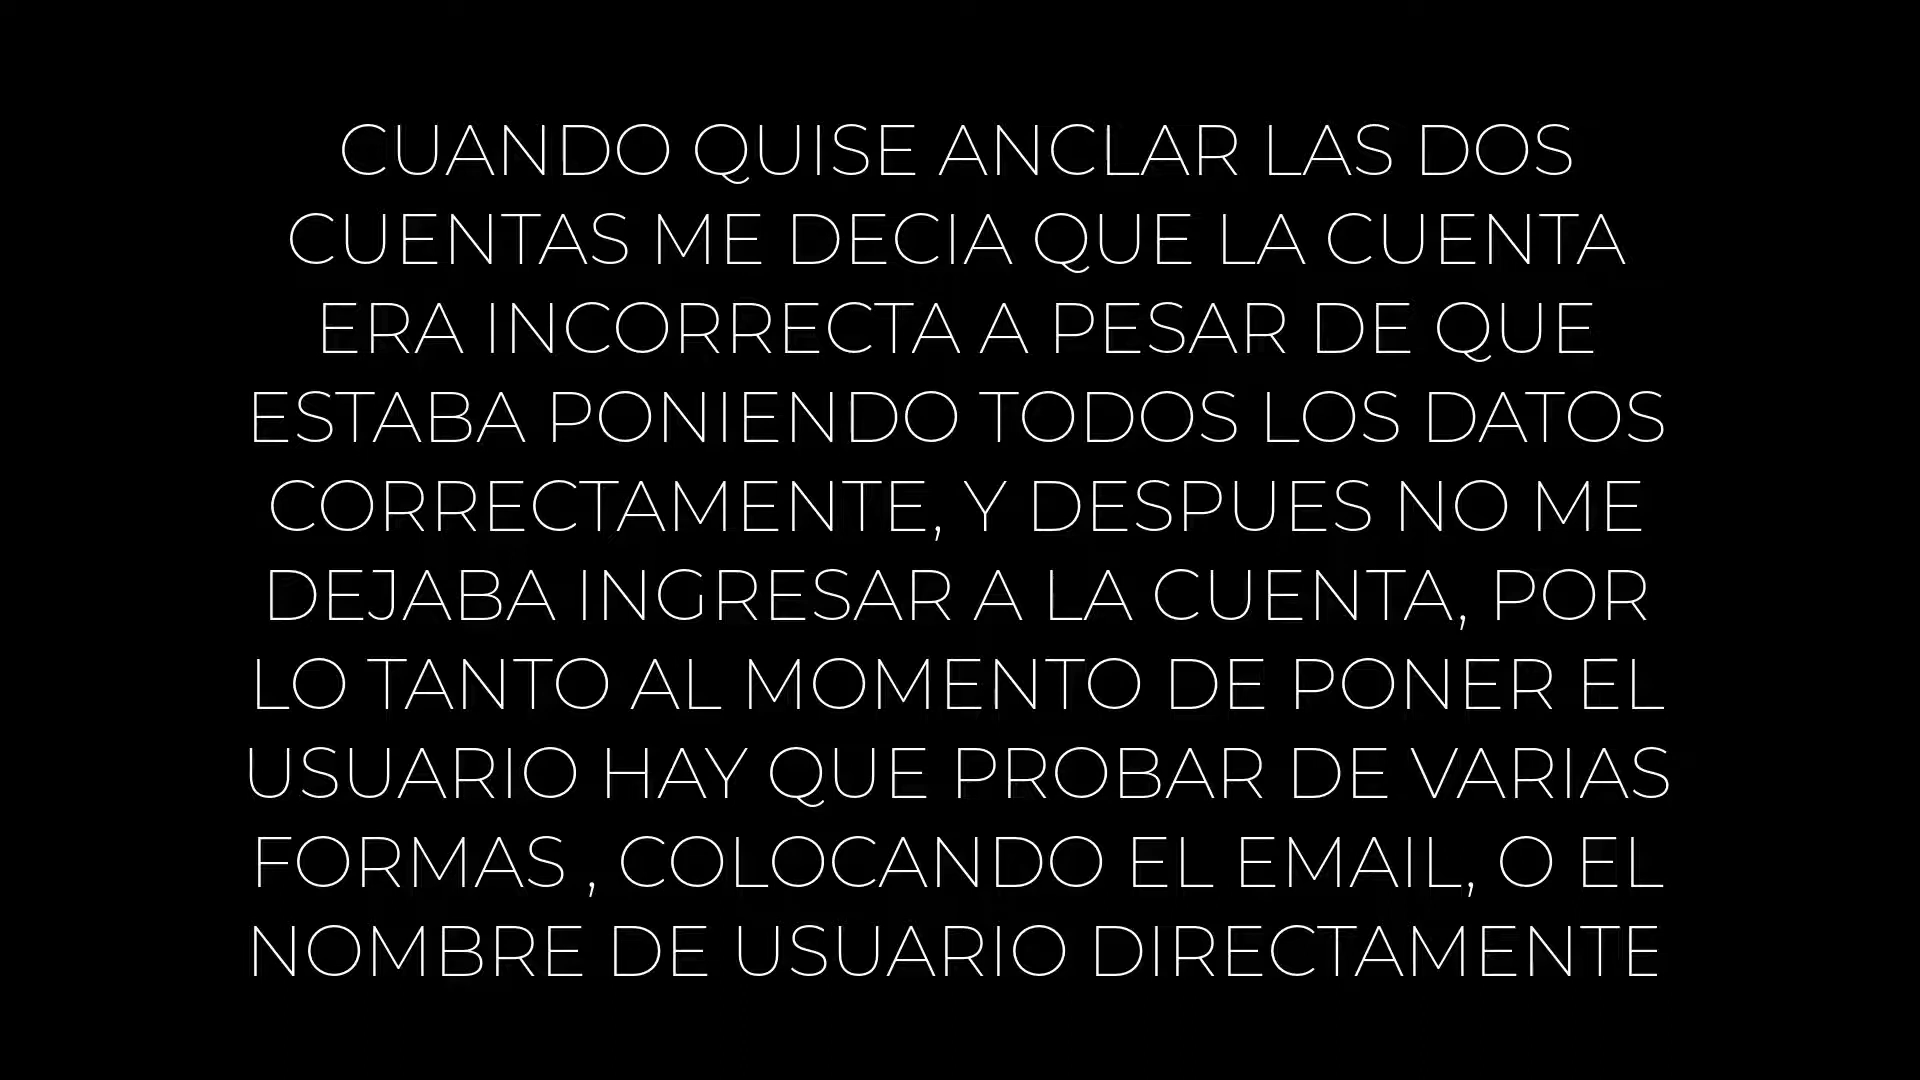 CUANDO QUISE ANCLAR LAS DOS
CUENTAS ME DECIA QUE LA CUENTA
ERA INCORRECTA A PESAR DE QUE
ESTABA PONIENDO TODOS LOS DATOS
CORRECTAMENTE, Y DESPUES NO ME
DEJABA INGRESAR A LA CUENTA, POR
LO TANTO AL MOMENTO DE PONER EL
USUARIO HAY QUE PROBAR DE VARIAS
FORMAS , COLOCANDO EL EMAIL, O EL
NOMBRE DE USUARIO DIRECTAMENTE